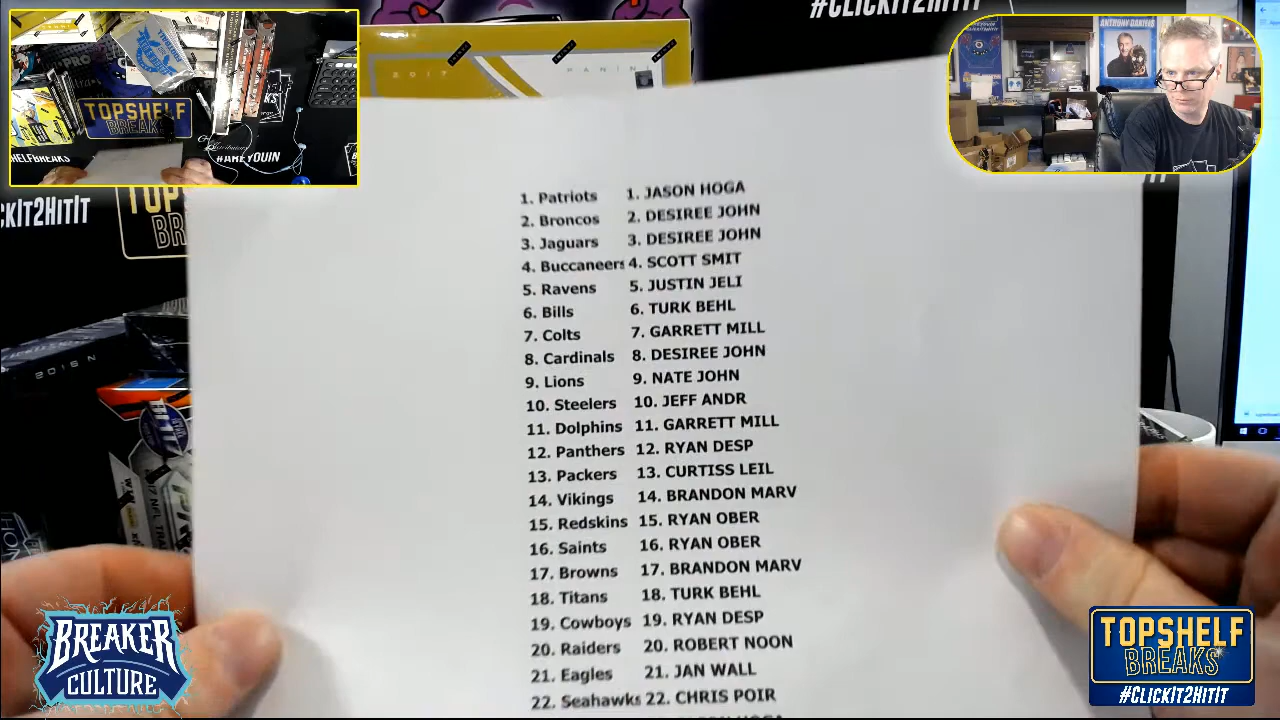 #CLICKIT2HITIT
ANTHONY DANIELS
2017 PANINI
TOPSHELF
BREAKS
#AREYOUIN
1. Patriots 1. JASON HOGA
2. Broncos 2. DESIREE JOHN
3. Jaguars 3. DESIREE JOHN
4. Buccaneers 4. SCOTT SMIT
5. Ravens 5. JUSTIN JELI
6. Bills 6. TURK BEHL
7. Colts 7. GARRETT MILL
8. Cardinals 8. DESIREE JOHN
9. Lions 9. NATE JOHN
10. Steelers 10. JEFF ANDR
11. Dolphins 11. GARRETT MILL
12. Panthers 12. RYAN DESP
13. Packers 13. CURTISS LEIL
14. Vikings 14. BRANDON MARV
15. Redskins 15. RYAN OBER
16. Saints 16. RYAN OBER
17. Browns 17. BRANDON MARV
18. Titans 18. TURK BEHL
19. Cowboys 19. RYAN DESP
20. Raiders 20. ROBERT NOON
21. Eagles 21. JAN WALL
22. Seahawks 22. CHRIS POIR
BREAKER
CULTURE
TOPSHELF
BREAKS
#CLICKIT2HITIT